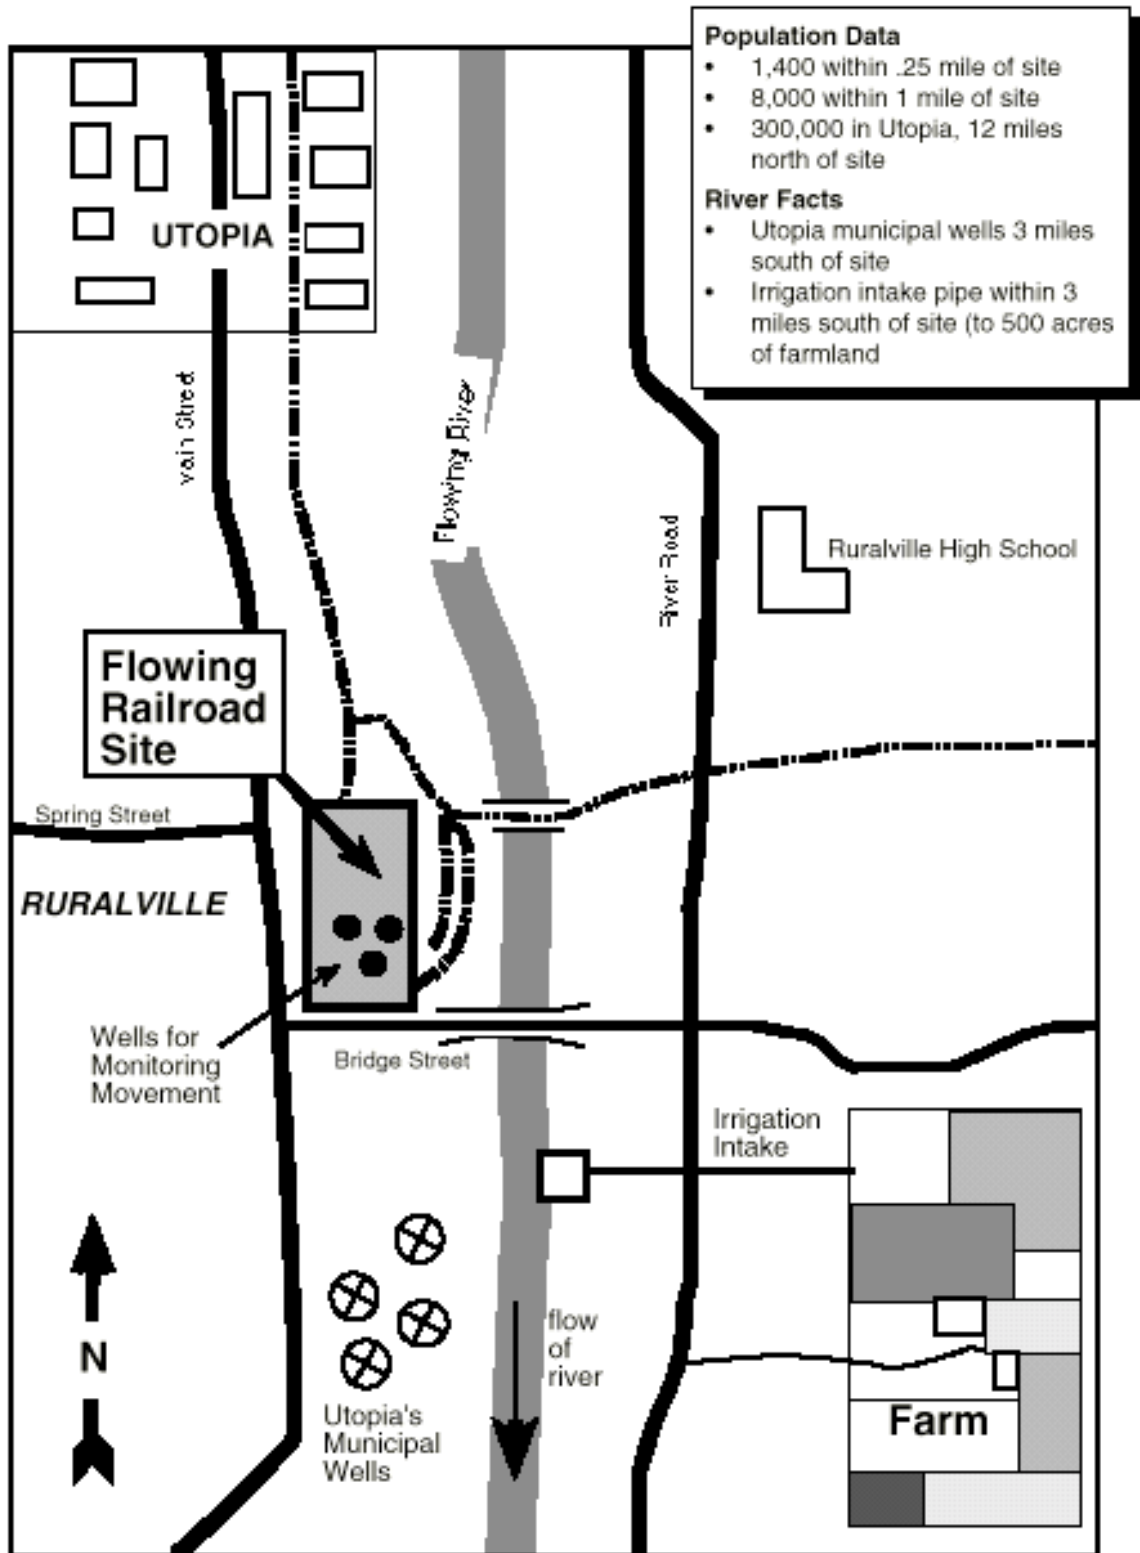 Population Data
• 1,400 within .25 mile of site
• 8,000 within 1 mile of site
• 300,000 in Utopia, 12 miles
north of site
River Facts
• Utopia municipal wells 3 miles
south of site
• Irrigation intake pipe within 3
miles south of site (to 500 acres
of farmland
UTOPIA
Main Street
Flowing River
River Road
Ruralville High School
Flowing
Railroad
Site
Spring Street
RURALVILLE
Wells for
Monitoring
Movement
Bridge Street
Irrigation
Intake
N
flow
of
river
Utopia's
Municipal
Wells
Farm